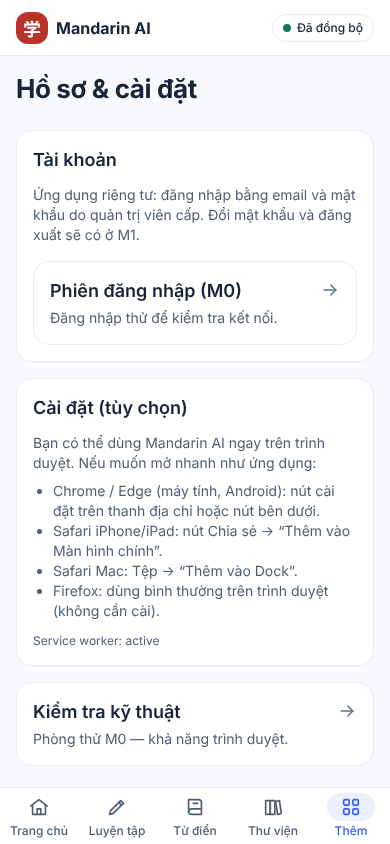 学 Mandarin AI
Đã đồng bộ
Hồ sơ & cài đặt
Tài khoản
Ứng dụng riêng tư: đăng nhập bằng email và mật
khẩu do quản trị viên cấp. Đổi mật khẩu và đăng
xuất sẽ có ở M1.
Phiên đăng nhập (M0) →
Đăng nhập thử để kiểm tra kết nối.
Cài đặt (tùy chọn)
Bạn có thể dùng Mandarin AI ngay trên trình
duyệt. Nếu muốn mở nhanh như ứng dụng:
• Chrome / Edge (máy tính, Android): nút cài
đặt trên thanh địa chỉ hoặc nút bên dưới.
• Safari iPhone/iPad: nút Chia sẻ → “Thêm vào
Màn hình chính”.
• Safari Mac: Tệp → “Thêm vào Dock”.
• Firefox: dùng bình thường trên trình duyệt
(không cần cài).
Service worker: active
Kiểm tra kỹ thuật →
Phòng thử M0 — khả năng trình duyệt.
Trang chủ
Luyện tập
Từ điển
Thư viện
Thêm